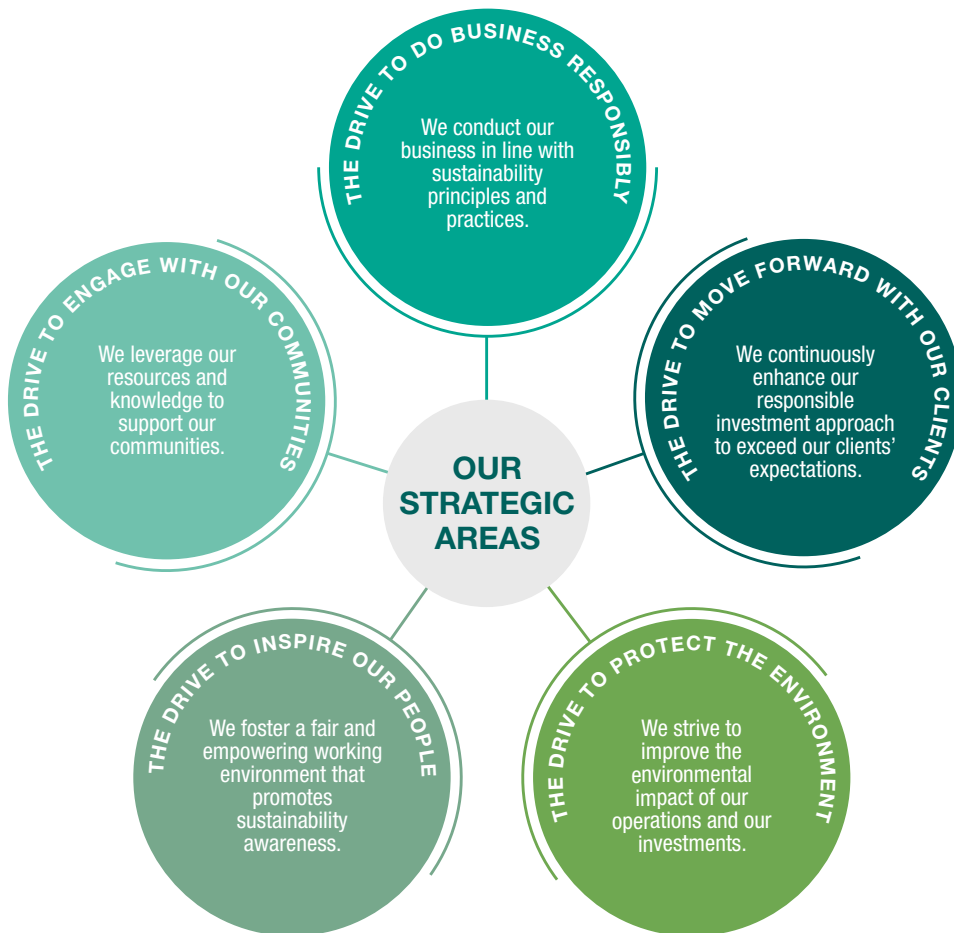 THE DRIVE TO DO BUSINESS RESPONSIBLY
We conduct our
business in line with
sustainability
principles and
practices.
THE DRIVE TO ENGAGE WITH OUR COMMUNITIES
We leverage our
resources and
knowledge to
support our
communities.
THE DRIVE TO MOVE FORWARD WITH OUR CLIENTS
We continuously
enhance our
responsible
investment approach
to exceed our clients’
expectations.
OUR
STRATEGIC
AREAS
THE DRIVE TO INSPIRE OUR PEOPLE
We foster a fair and
empowering working
environment that
promotes
sustainability
awareness.
THE DRIVE TO PROTECT THE ENVIRONMENT
We strive to
improve the
environmental
impact of our
operations and our
investments.